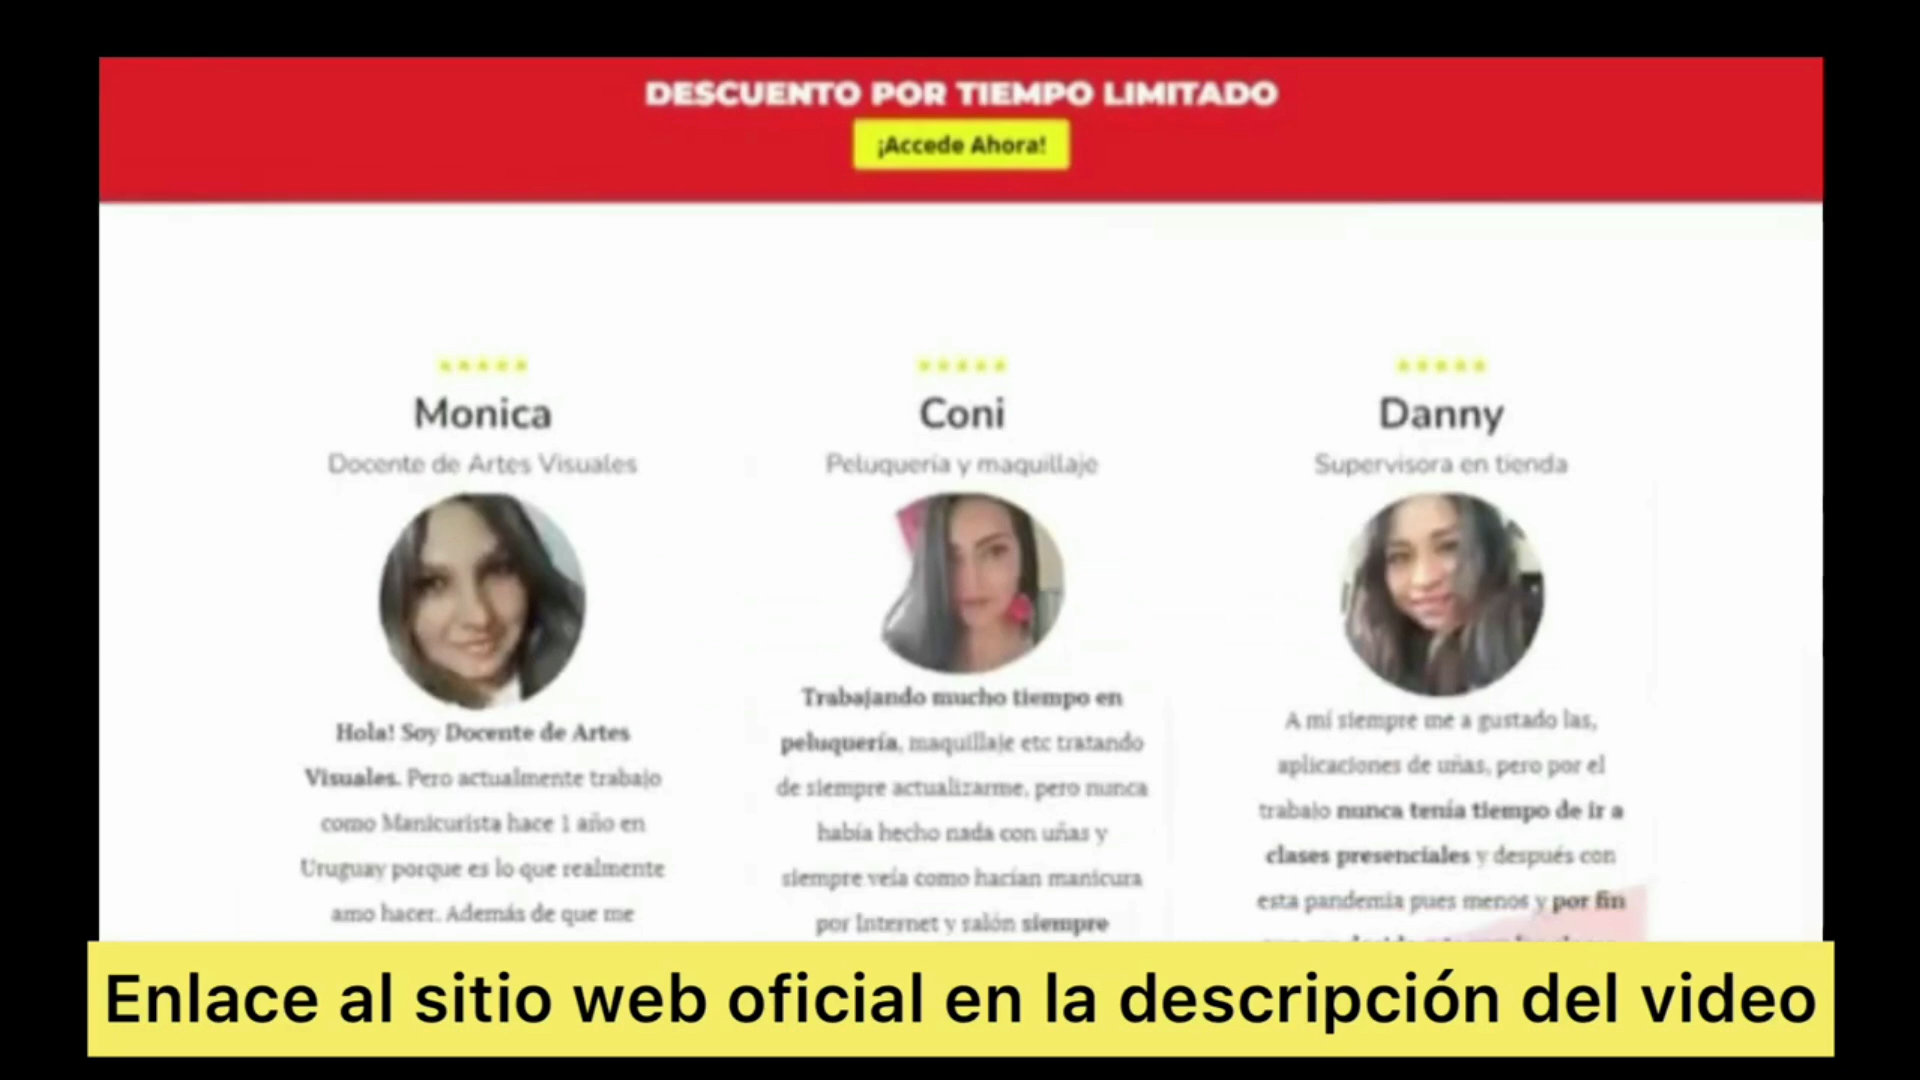 DESCUENTO POR TIEMPO LIMITADO
¡Accede Ahora!
Monica
Docente de Artes Visuales
Hola! Soy Docente de Artes
Visuales. Pero actualmente trabajo
como Manicurista hace 1 año en
Uruguay porque es lo que realmente
amo hacer. Además de que me
Coni
Peluquería y maquillaje
Trabajando mucho tiempo en
peluquería, maquillaje etc tratando
de siempre actualizarme, pero nunca
había hecho nada con uñas y
siempre veía como hacían manicura
por Internet y salón siempre
Danny
Supervisora en tienda
A mí siempre me a gustado las,
aplicaciones de uñas, pero por el
trabajo nunca tenía tiempo de ir a
clases presenciales y después con
esta pandemia pues menos y por fin
Enlace al sitio web oficial en la descripción del video